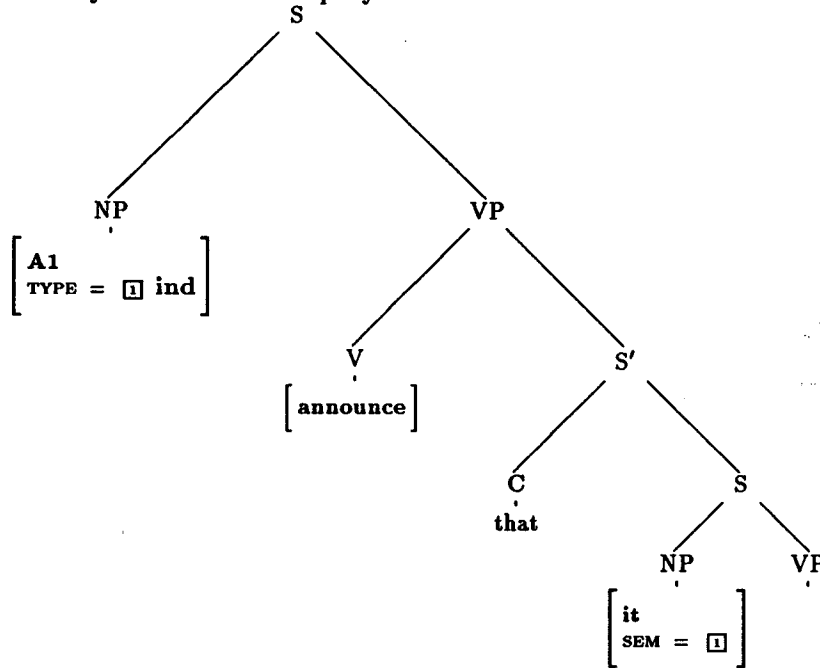 S
NP VP
A1
TYPE = 1 ind
V S′
announce
C S
that
NP VP
it
SEM = 1